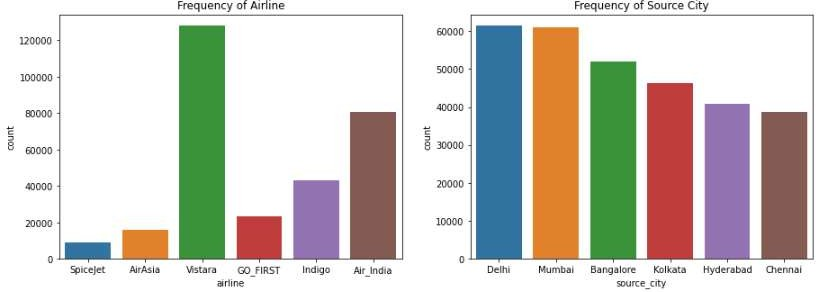 Frequency of Airline
120000
100000
80000
60000
40000
20000
0
count
SpiceJet AirAsia Vistara GO_FIRST Indigo Air_India
airline
Frequency of Source City
60000
50000
40000
30000
20000
10000
0
count
Delhi Mumbai Bangalore Kolkata Hyderabad Chennai
source_city